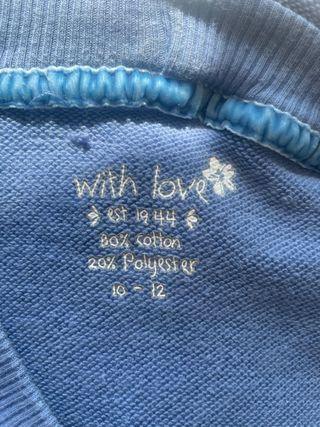 with love
est 1944
80% cotton
20% Polyester
10 - 12